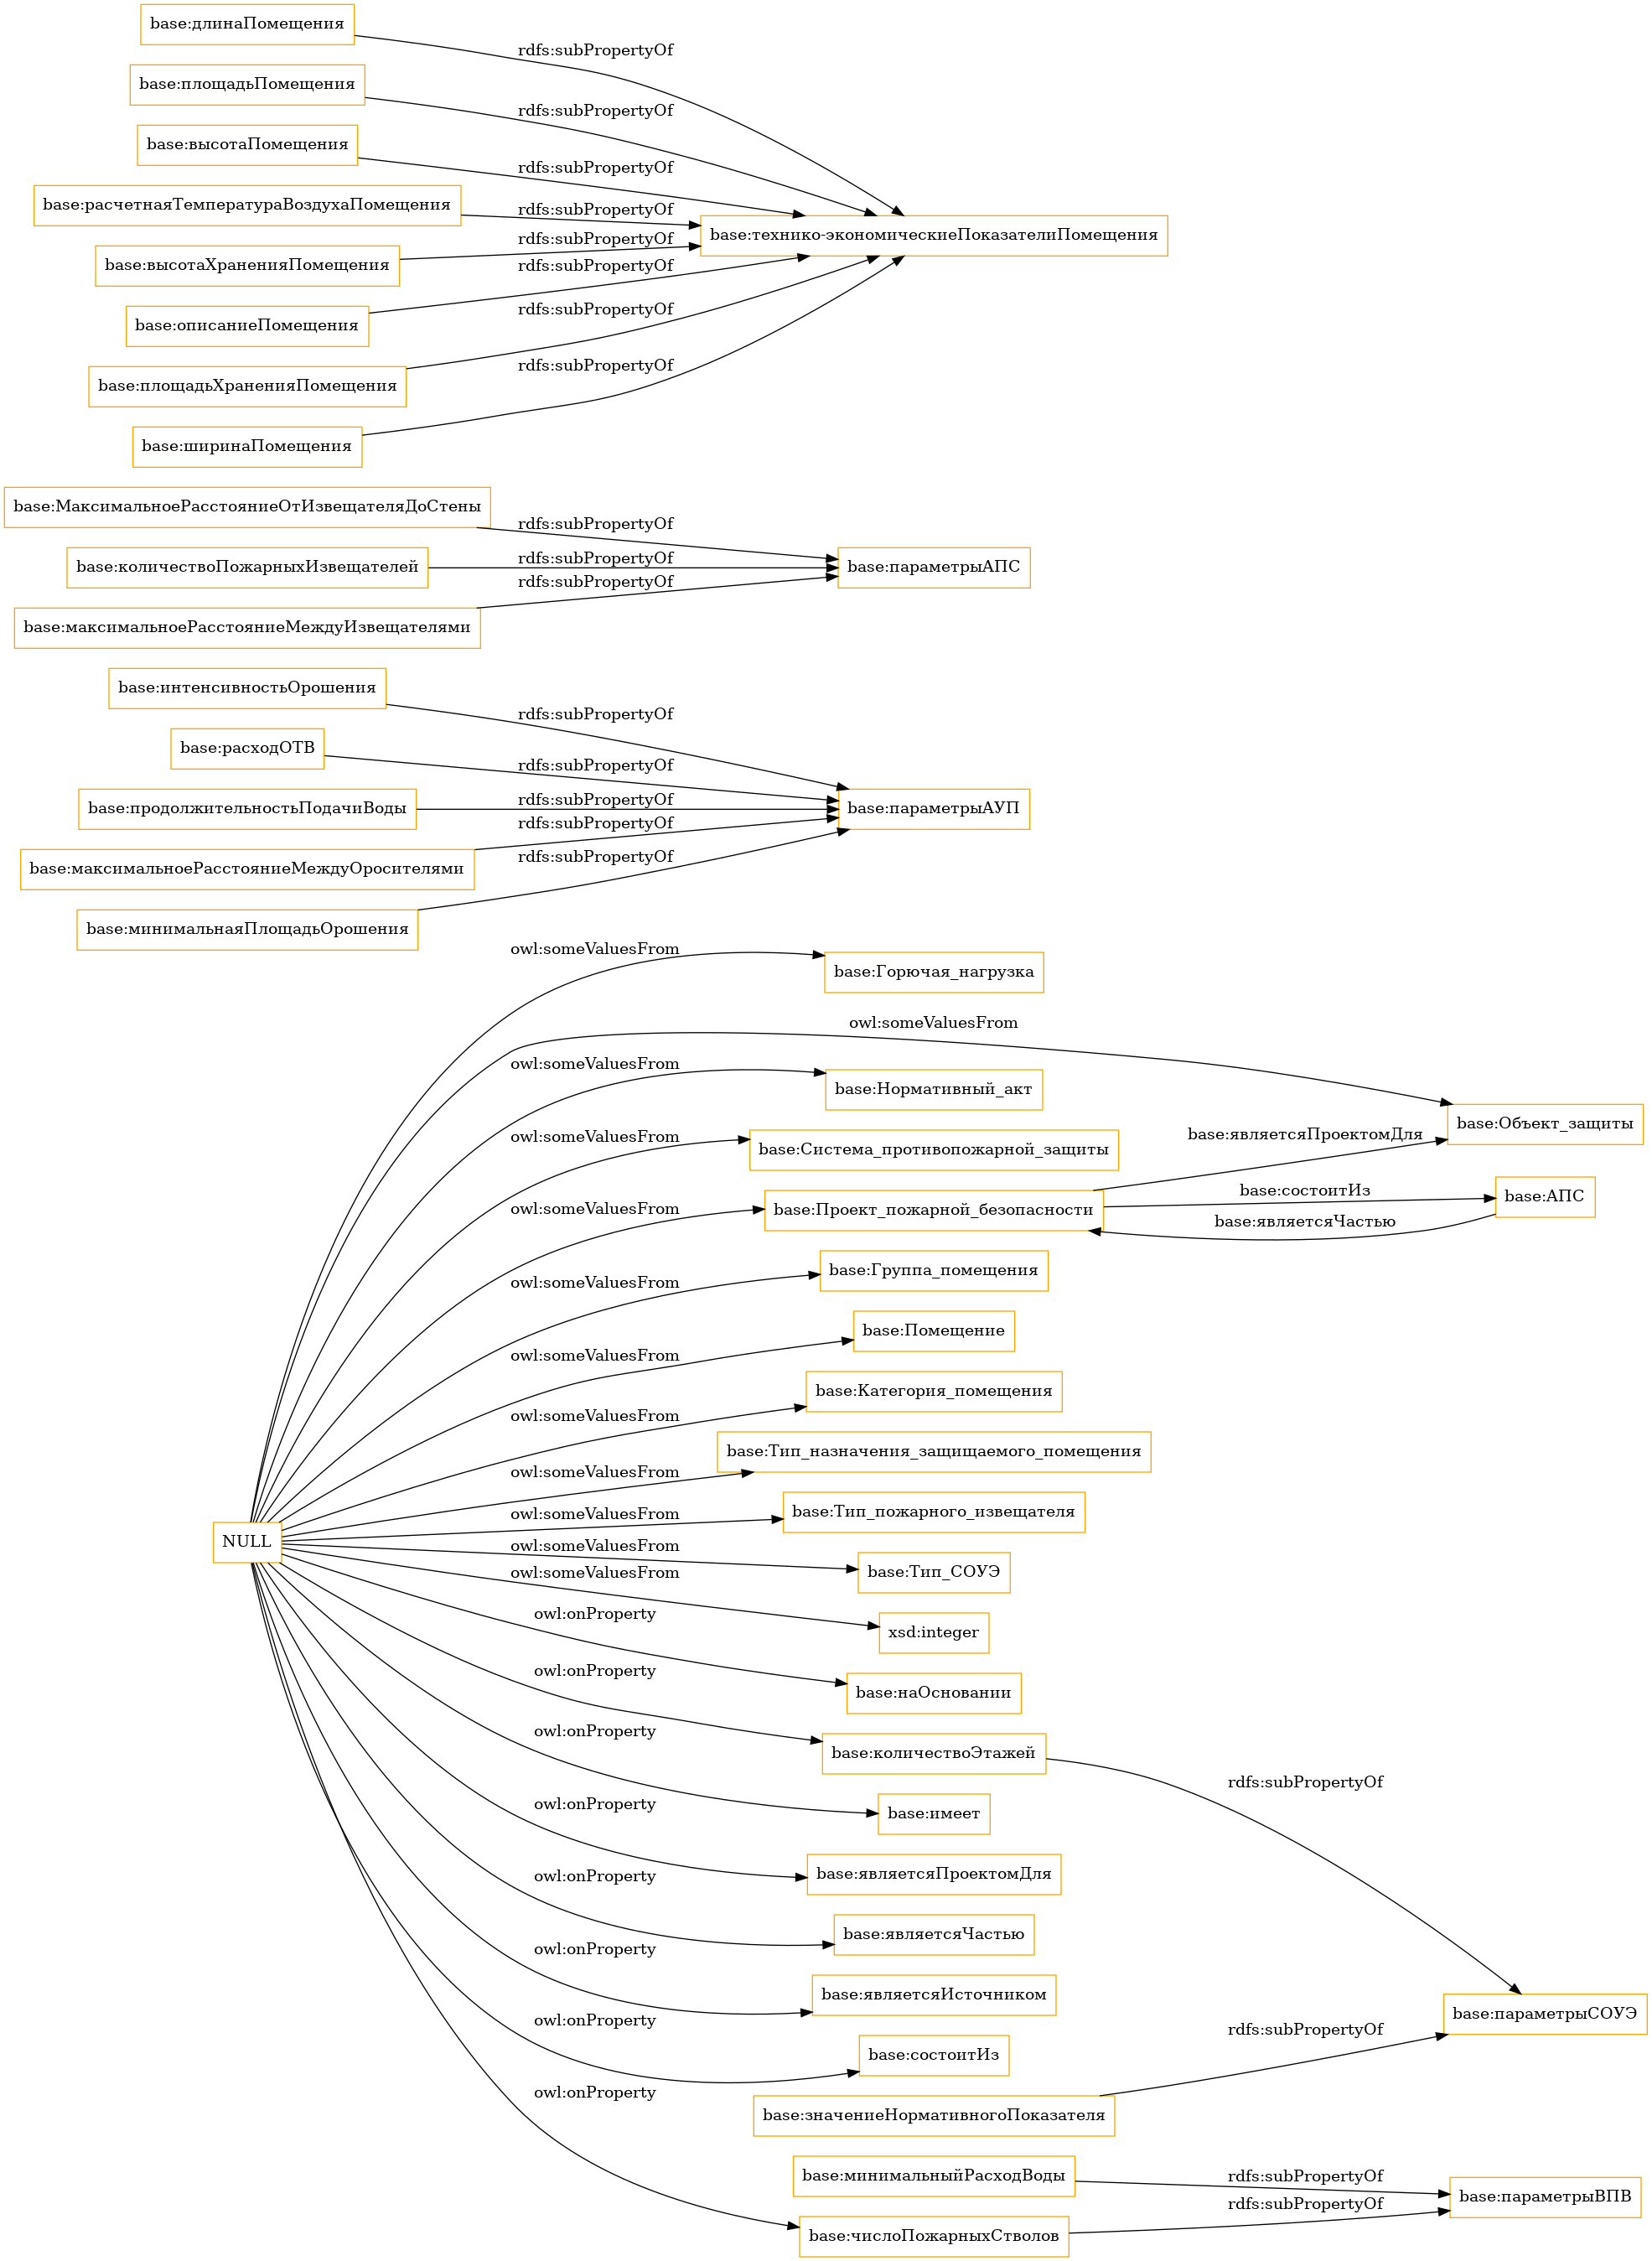 base:длинаПомещения
rdfs:subPropertyOf
base:площадьПомещения
rdfs:subPropertyOf
base:высотаПомещения
rdfs:subPropertyOf
base:расчетнаяТемператураВоздухаПомещения
rdfs:subPropertyOf
base:технико-экономическиеПоказателиПомещения
rdfs:subPropertyOf
base:высотаХраненияПомещения
rdfs:subPropertyOf
base:описаниеПомещения
rdfs:subPropertyOf
base:площадьХраненияПомещения
rdfs:subPropertyOf
base:ширинаПомещения
base:МаксимальноеРасстояниеОтИзвещателяДоСтены
rdfs:subPropertyOf
base:количествоПожарныхИзвещателей
rdfs:subPropertyOf
base:параметрыАПС
rdfs:subPropertyOf
base:максимальноеРасстояниеМеждуИзвещателями
base:интенсивностьОрошения
rdfs:subPropertyOf
base:расходОТВ
rdfs:subPropertyOf
base:продолжительностьПодачиВоды
rdfs:subPropertyOf
base:параметрыАУП
rdfs:subPropertyOf
base:максимальноеРасстояниеМеждуОросителями
rdfs:subPropertyOf
base:минимальнаяПлощадьОрошения
owl:someValuesFrom
base:Горючая_нагрузка
owl:someValuesFrom
owl:someValuesFrom
base:Нормативный_акт
base:Объект_защиты
owl:someValuesFrom
base:являетсяПроектомДля
base:Система_противопожарной_защиты
base:состоитИз
base:АПС
owl:someValuesFrom
base:Проект_пожарной_безопасности
base:являетсяЧастью
owl:someValuesFrom
base:Группа_помещения
base:Помещение
owl:someValuesFrom
base:Категория_помещения
owl:someValuesFrom
base:Тип_назначения_защищаемого_помещения
owl:someValuesFrom
base:Тип_пожарного_извещателя
owl:someValuesFrom
NULL
owl:someValuesFrom
base:Тип_СОУЭ
owl:someValuesFrom
xsd:integer
owl:onProperty
base:наОсновании
owl:onProperty
base:количествоЭтажей
rdfs:subPropertyOf
owl:onProperty
base:имеет
owl:onProperty
base:являетсяПроектомДля
owl:onProperty
base:являетсяЧастью
owl:onProperty
base:являетсяИсточником
base:параметрыСОУЭ
owl:onProperty
rdfs:subPropertyOf
base:состоитИз
owl:onProperty
base:значениеНормативногоПоказателя
base:минимальныйРасходВоды
rdfs:subPropertyOf
base:параметрыВПВ
rdfs:subPropertyOf
base:числоПожарныхСтволов